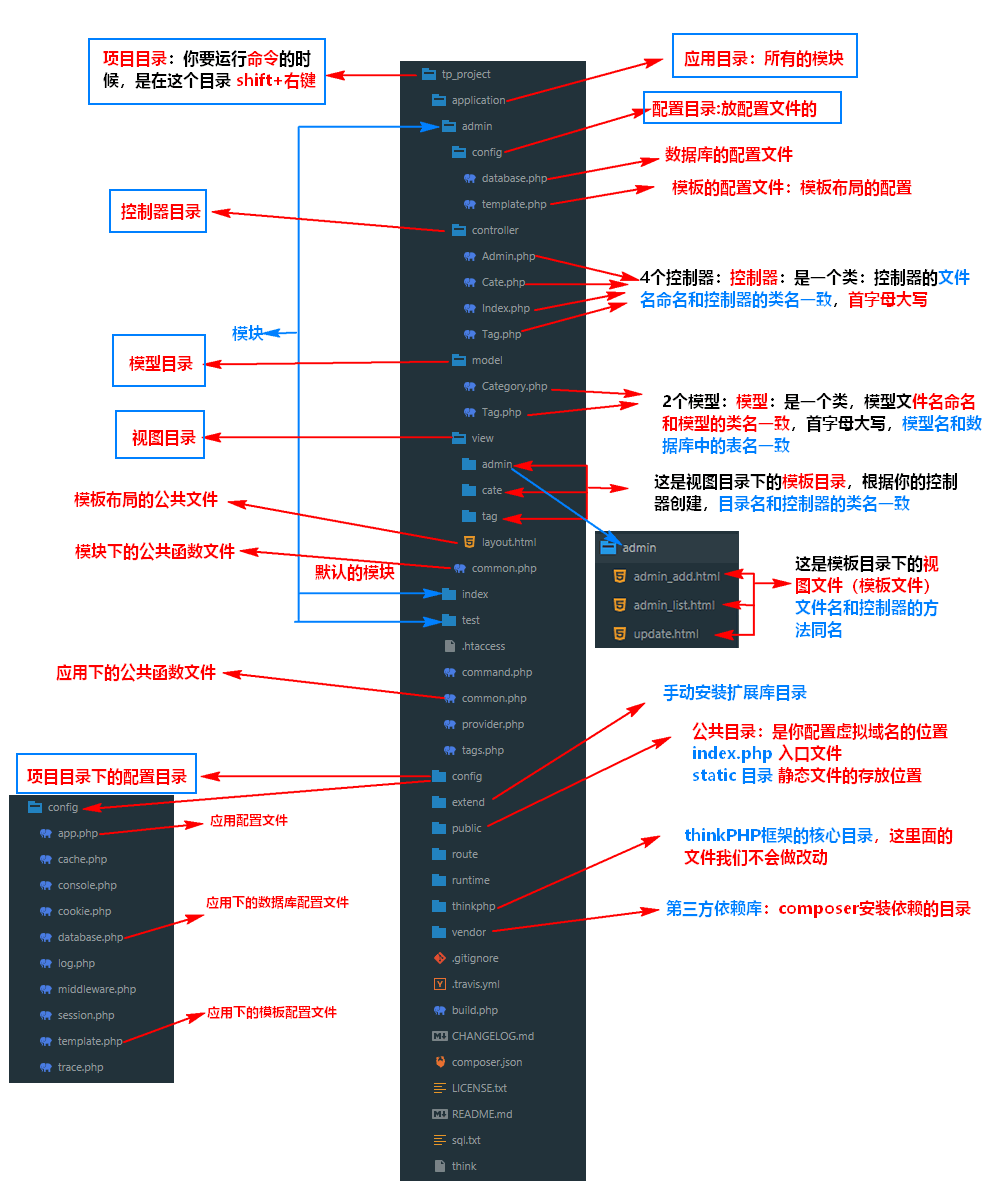 项目目录：你要运行命令的时
候，是在这个目录 shift+右键
控制器目录
模块
模型目录
视图目录
模板布局的公共文件
模块下的公共函数文件
默认的模块
应用下的公共函数文件
项目目录下的配置目录
config
app.php
cache.php
console.php
cookie.php
database.php
log.php
middleware.php
session.php
template.php
trace.php
应用配置文件
应用下的数据库配置文件
应用下的模板配置文件
tp_project
application
admin
config
database.php
template.php
controller
Admin.php
Cate.php
Index.php
Tag.php
model
Category.php
Tag.php
view
admin
cate
tag
layout.html
common.php
index
test
.htaccess
command.php
common.php
provider.php
tags.php
config
extend
public
route
runtime
thinkphp
vendor
.gitignore
.travis.yml
build.php
CHANGELOG.md
composer.json
LICENSE.txt
README.md
sql.txt
think
应用目录：所有的模块
配置目录:放配置文件的
数据库的配置文件
模板的配置文件：模板布局的配置
4个控制器：控制器：是一个类：控制器的文件
名命名和控制器的类名一致，首字母大写
2个模型：模型：是一个类，模型文件名命名
和模型的类名一致，首字母大写，模型名和数
据库中的表名一致
这是视图目录下的模板目录，根据你的控制
器创建，目录名和控制器的类名一致
admin
admin_add.html
admin_list.html
update.html
这是模板目录下的视
图文件（模板文件）
文件名和控制器的方
法同名
手动安装扩展库目录
公共目录：是你配置虚拟域名的位置
index.php 入口文件
static 目录 静态文件的存放位置
thinkPHP框架的核心目录，这里面的
文件我们不会做改动
第三方依赖库：composer安装依赖的目录